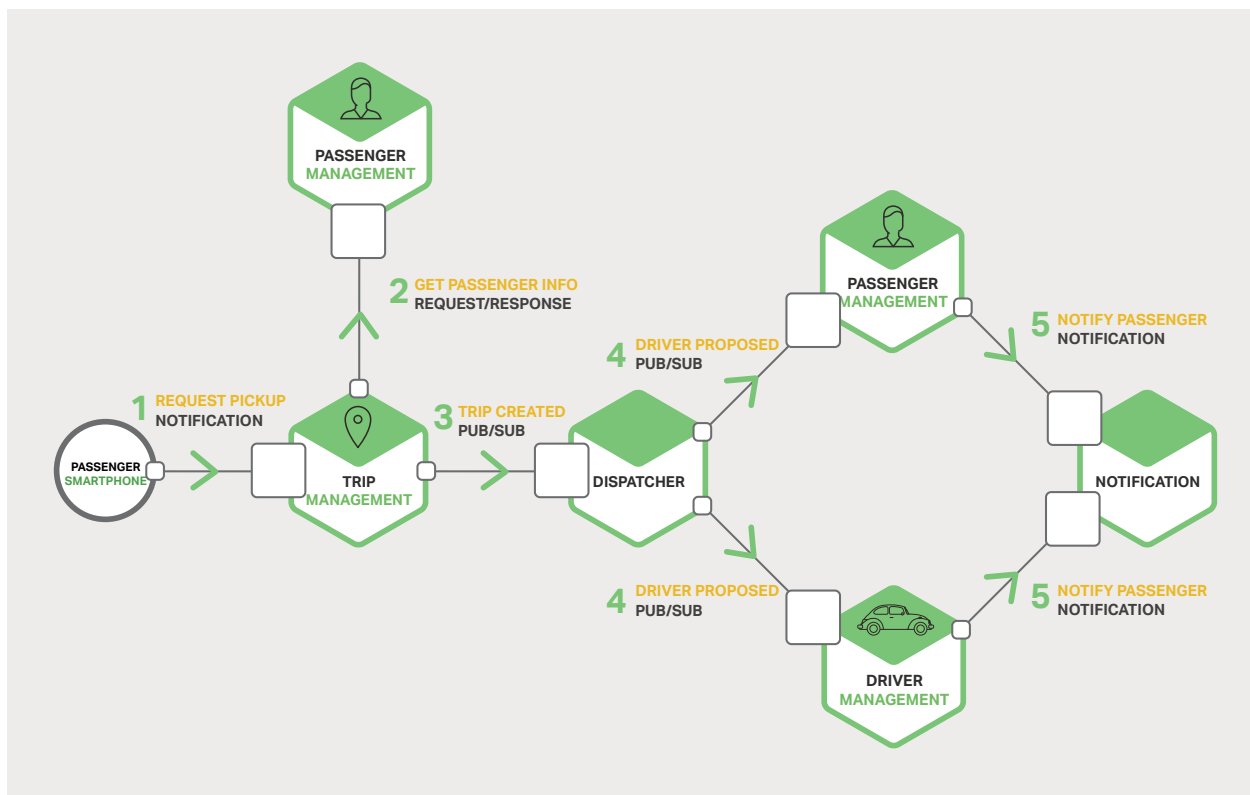 PASSENGER
MANAGEMENT
2 GET PASSENGER INFO
REQUEST/RESPONSE
1 REQUEST PICKUP
NOTIFICATION
PASSENGER
SMARTPHONE
TRIP
MANAGEMENT
3 TRIP CREATED
PUB/SUB
DISPATCHER
4 DRIVER PROPOSED
PUB/SUB
PASSENGER
MANAGEMENT
5 NOTIFY PASSENGER
NOTIFICATION
NOTIFICATION
4 DRIVER PROPOSED
PUB/SUB
DRIVER
MANAGEMENT
5 NOTIFY PASSENGER
NOTIFICATION